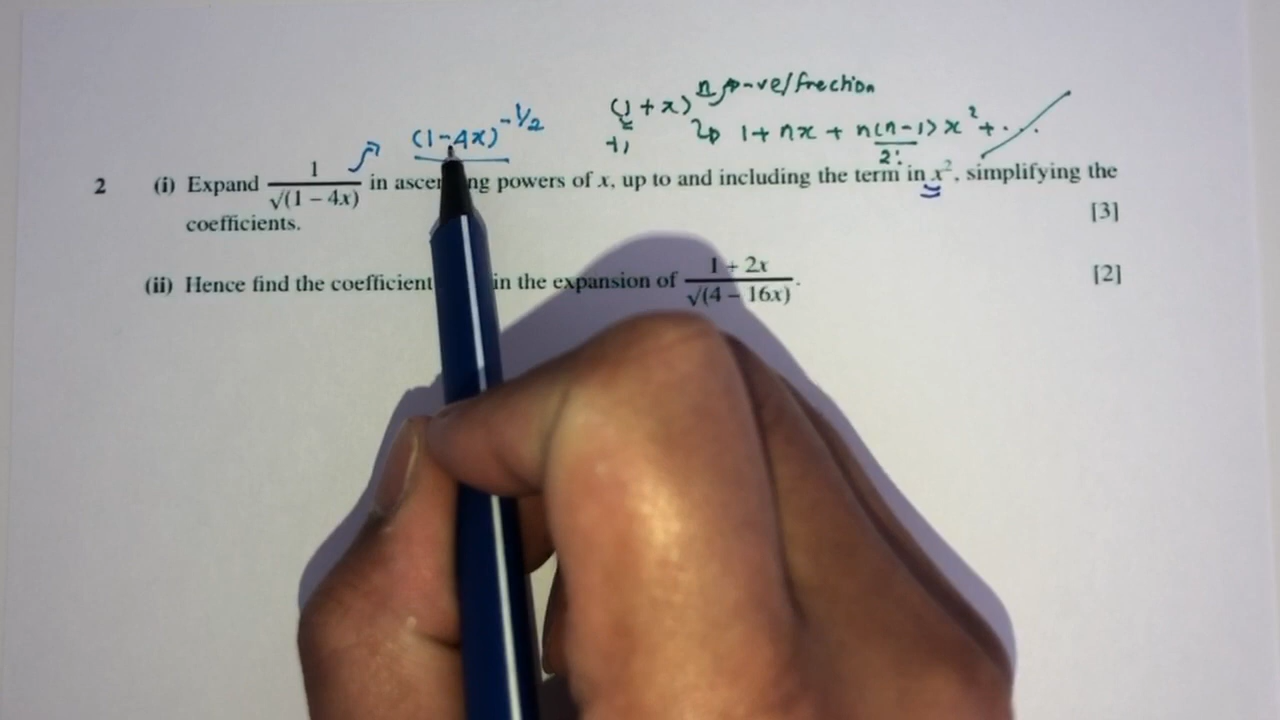 n → -ve/fraction
(1+x)
(1-4x)^-1/2
+1
1 + nx + n(n-1)x² + ...
2!
2 (i) Expand 1/√(1 – 4x) in ascending powers of x, up to and including the term in x², simplifying the
coefficients. [3]
(ii) Hence find the coefficient in the expansion of (1 + 2x)/√(4 – 16x). [2]